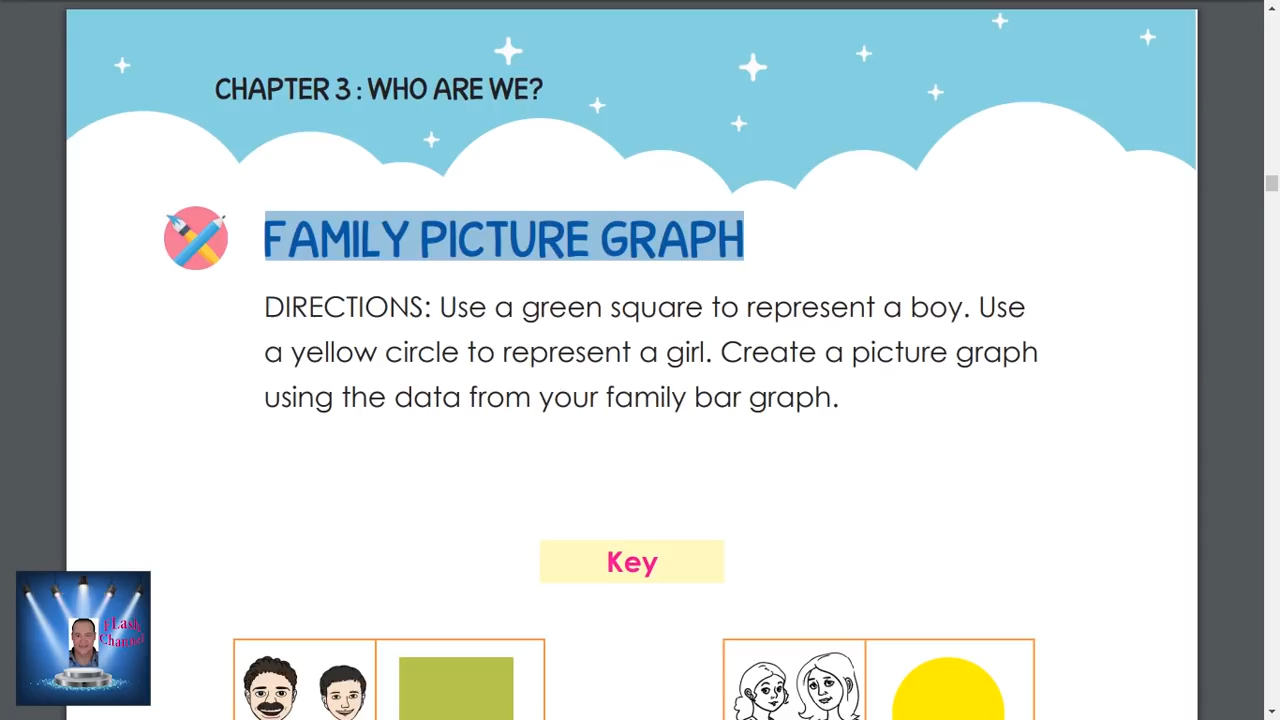 CHAPTER 3 : WHO ARE WE?
FAMILY PICTURE GRAPH
DIRECTIONS: Use a green square to represent a boy. Use
a yellow circle to represent a girl. Create a picture graph
using the data from your family bar graph.
Key